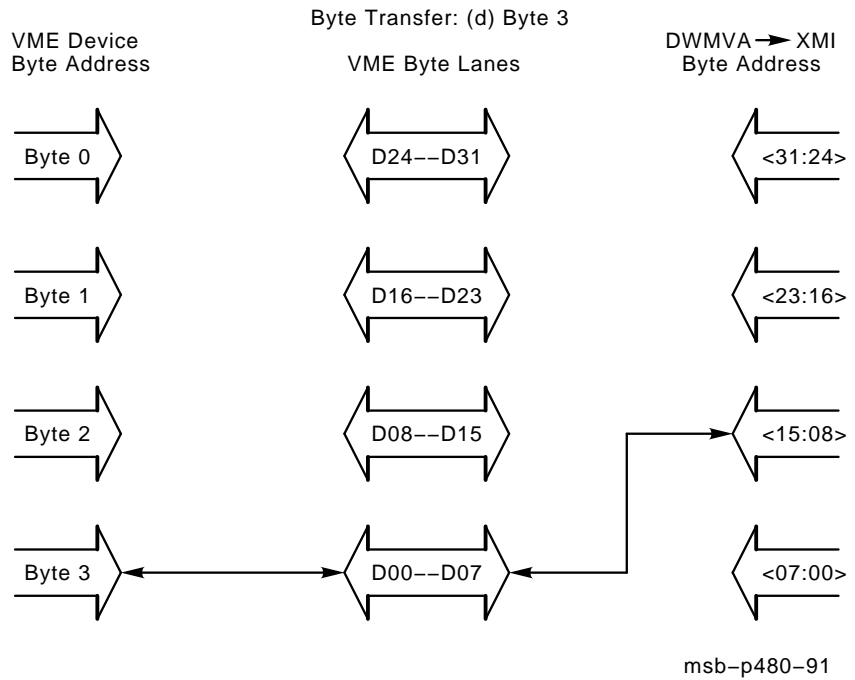 Byte Transfer: (d) Byte 3
VME Device
Byte Address
VME Byte Lanes
DWMVA → XMI
Byte Address
Byte 0
D24--D31
<31:24>
Byte 1
D16--D23
<23:16>
Byte 2
D08--D15
<15:08>
Byte 3
D00--D07
<07:00>
msb-p480-91